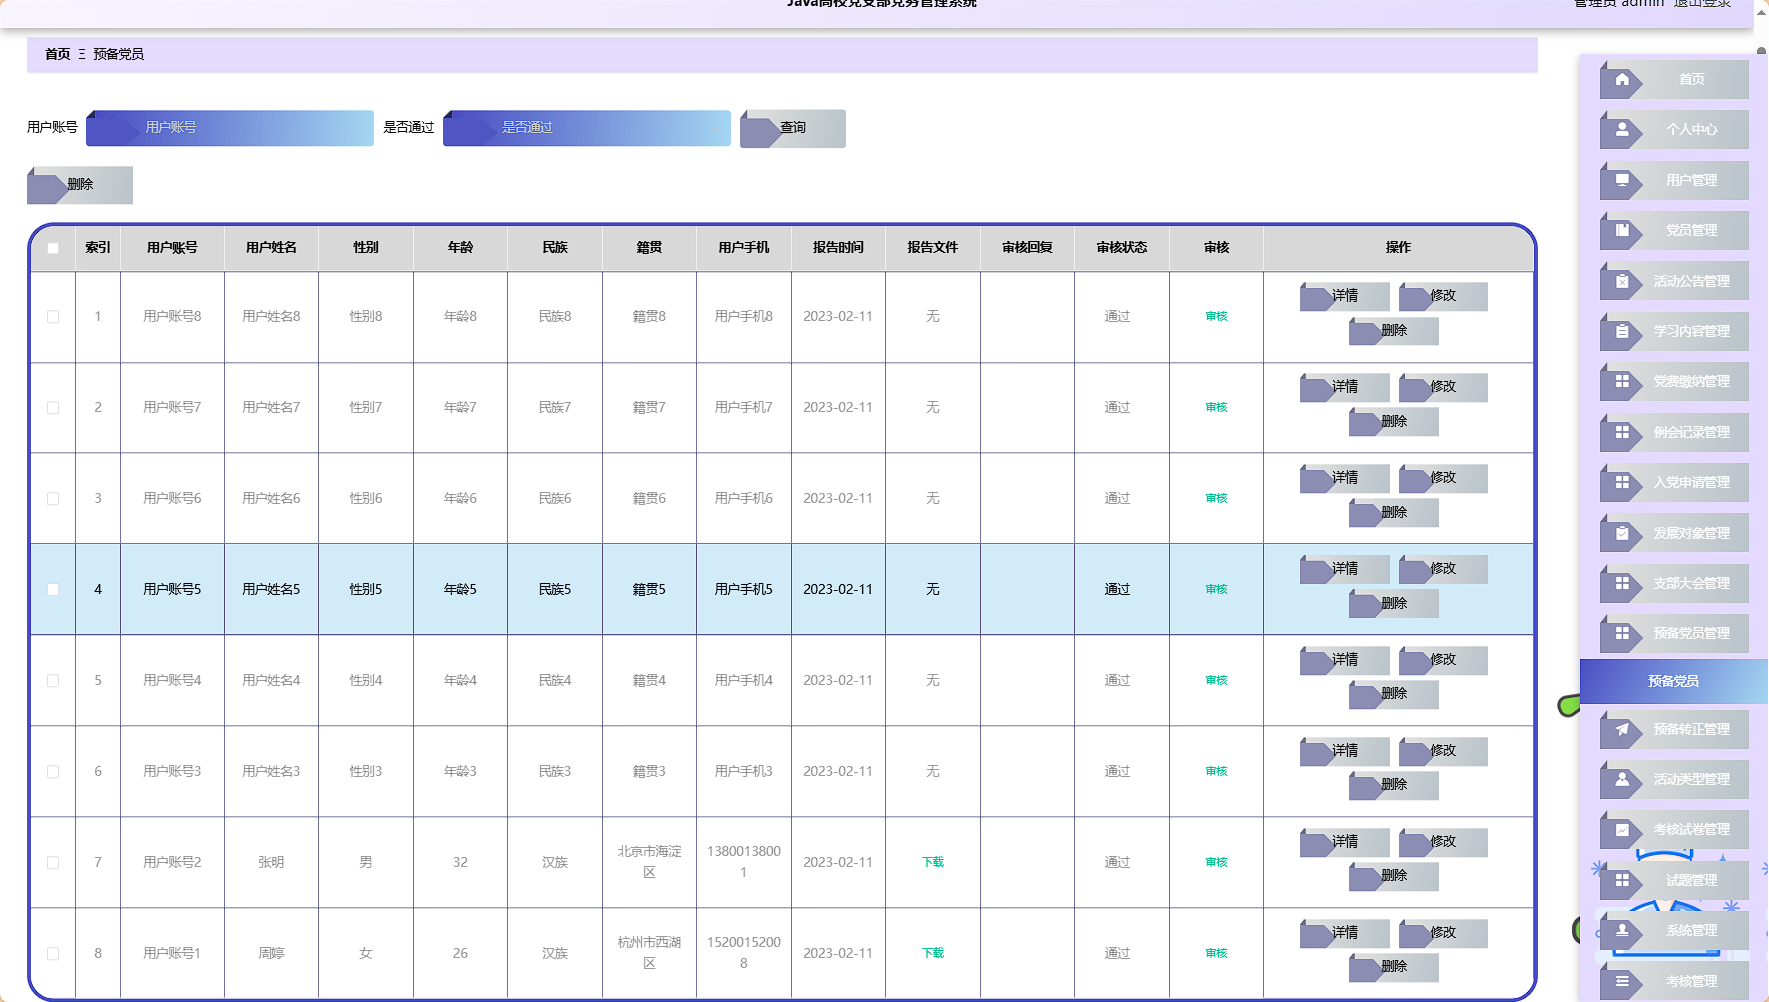 Java高校党支部党务管理系统
管理员 admin 退出登录
首页 Ξ 预备党员
用户账号 用户账号 是否通过 是否通过 查询
删除
索引 用户账号 用户姓名 性别 年龄 民族 籍贯 用户手机 报告时间 报告文件 审核回复 审核状态 审核 操作
1 用户账号8 用户姓名8 性别8 年龄8 民族8 籍贯8 用户手机8 2023-02-11 无 通过 审核 详情 修改
删除
2 用户账号7 用户姓名7 性别7 年龄7 民族7 籍贯7 用户手机7 2023-02-11 无 通过 审核 详情 修改
删除
3 用户账号6 用户姓名6 性别6 年龄6 民族6 籍贯6 用户手机6 2023-02-11 无 通过 审核 详情 修改
删除
4 用户账号5 用户姓名5 性别5 年龄5 民族5 籍贯5 用户手机5 2023-02-11 无 通过 审核 详情 修改
删除
5 用户账号4 用户姓名4 性别4 年龄4 民族4 籍贯4 用户手机4 2023-02-11 无 通过 审核 详情 修改
删除
6 用户账号3 用户姓名3 性别3 年龄3 民族3 籍贯3 用户手机3 2023-02-11 无 通过 审核 详情 修改
删除
7 用户账号2 张明 男 32 汉族 北京市海淀区 13800138001 2023-02-11 下载 通过 审核 详情 修改
删除
8 用户账号1 周婷 女 26 汉族 杭州市西湖区 15200152008 2023-02-11 下载 通过 审核 详情 修改
删除
首页
个人中心
用户管理
党员管理
活动公告管理
学习内容管理
党费缴纳管理
例会记录管理
入党申请管理
发展对象管理
支部大会管理
预备党员管理
预备党员
预备转正管理
活动类型管理
考核试卷管理
试题管理
系统管理
考核管理